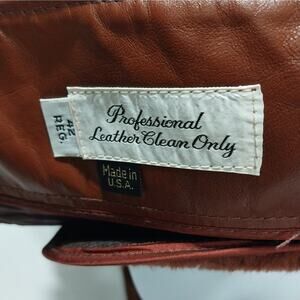 Professional
Leather Clean Only
42
REG.
Made in
U.S.A.